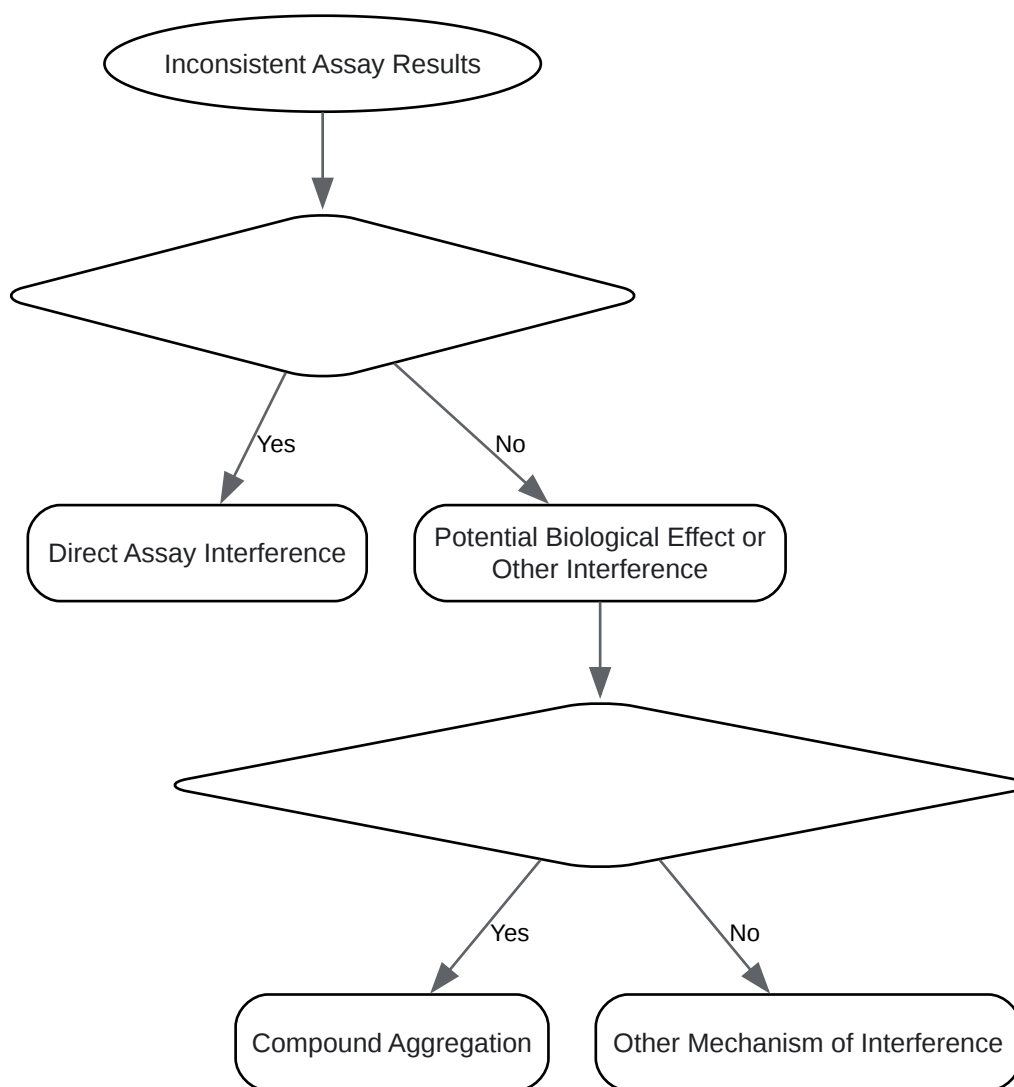 Inconsistent Assay Results
Yes
No
Direct Assay Interference
Potential Biological Effect or
Other Interference
Yes
No
Compound Aggregation
Other Mechanism of Interference